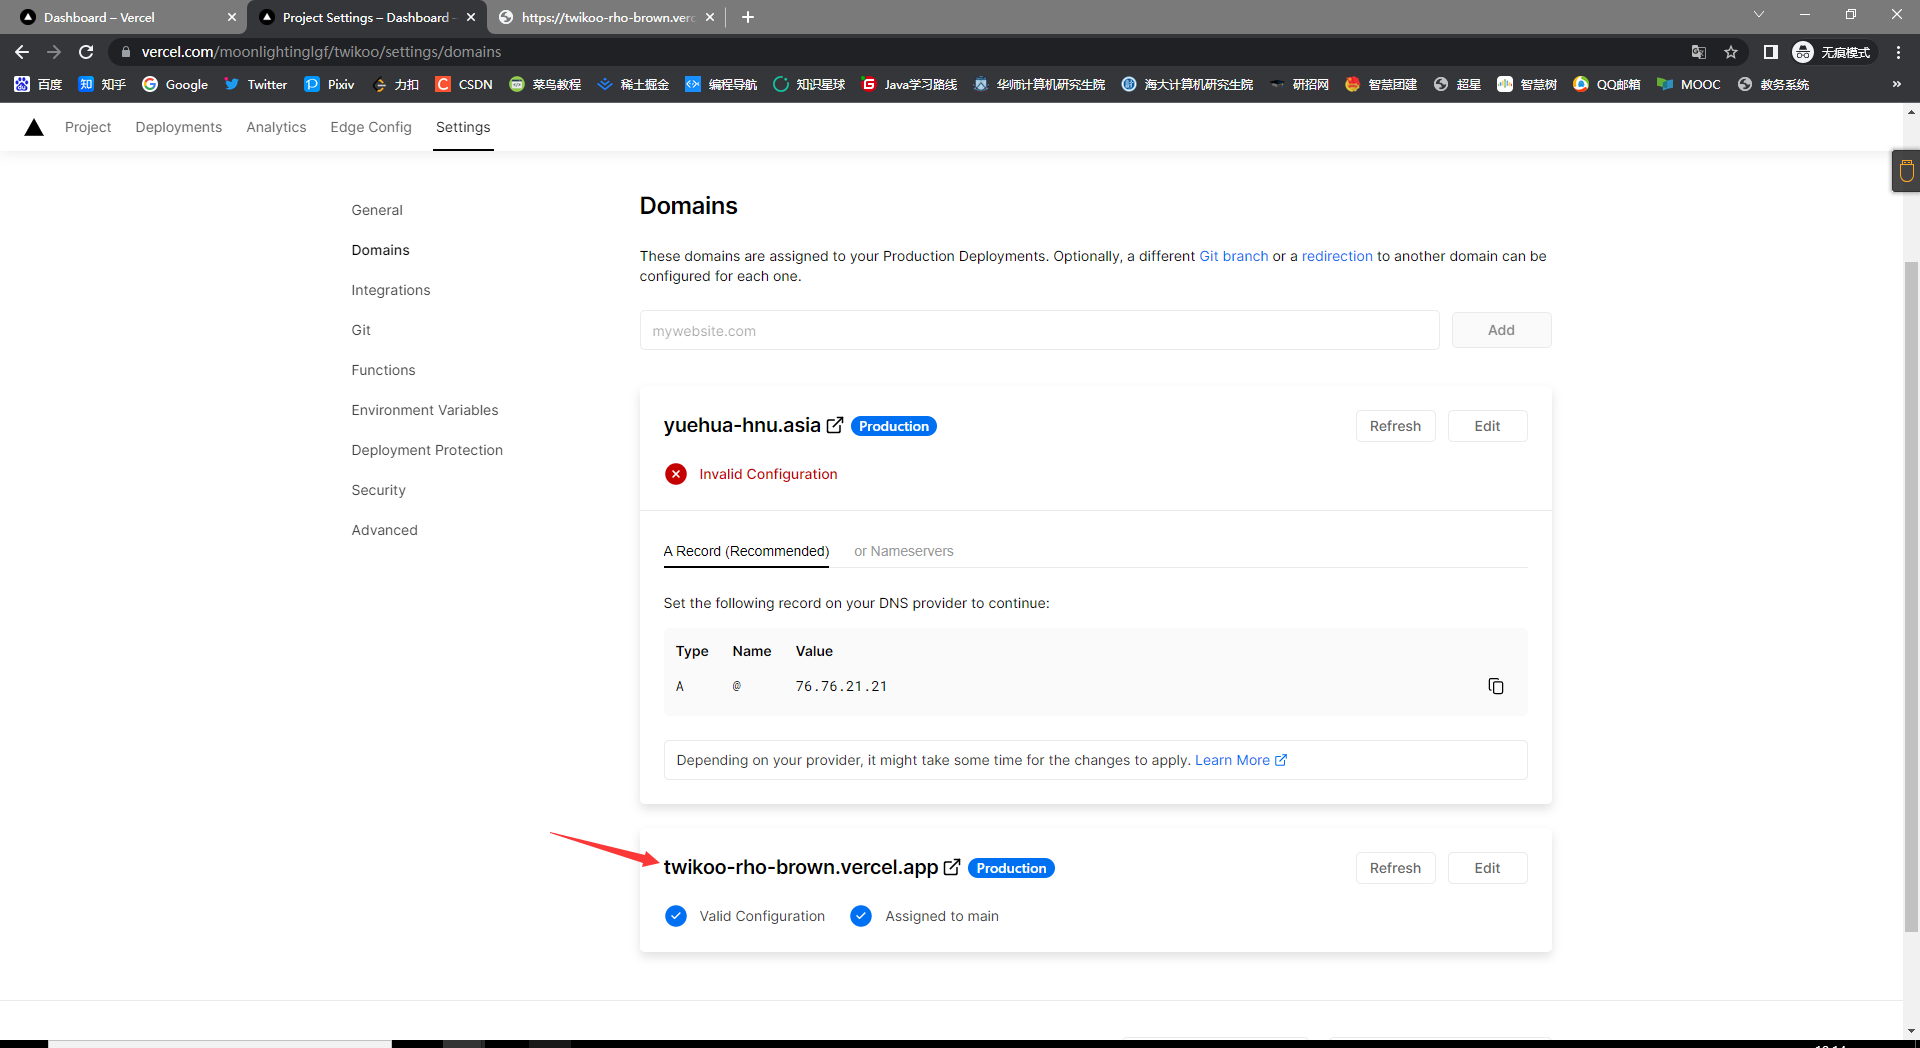 Dashboard – Vercel
Project Settings – Dashboard –
https://twikoo-rho-brown.verc
vercel.com/moonlightinglgf/twikoo/settings/domains
无痕模式
百度 知乎 Google Twitter Pixiv 力扣 CSDN 菜鸟教程 稀土掘金 编程导航 知识星球 Java学习路线 华师计算机研究生院 海大计算机研究生院 研招网 智慧团建 超星 智慧树 QQ邮箱 MOOC 教务系统 »
Project Deployments Analytics Edge Config Settings
General
Domains
Integrations
Git
Functions
Environment Variables
Deployment Protection
Security
Advanced
Domains
These domains are assigned to your Production Deployments. Optionally, a different Git branch or a redirection to another domain can be
configured for each one.
mywebsite.com
Add
yuehua-hnu.asia Production
Refresh Edit
Invalid Configuration
A Record (Recommended) or Nameservers
Set the following record on your DNS provider to continue:
Type Name Value
A @ 76.76.21.21
Depending on your provider, it might take some time for the changes to apply. Learn More
twikoo-rho-brown.vercel.app Production
Refresh Edit
Valid Configuration Assigned to main